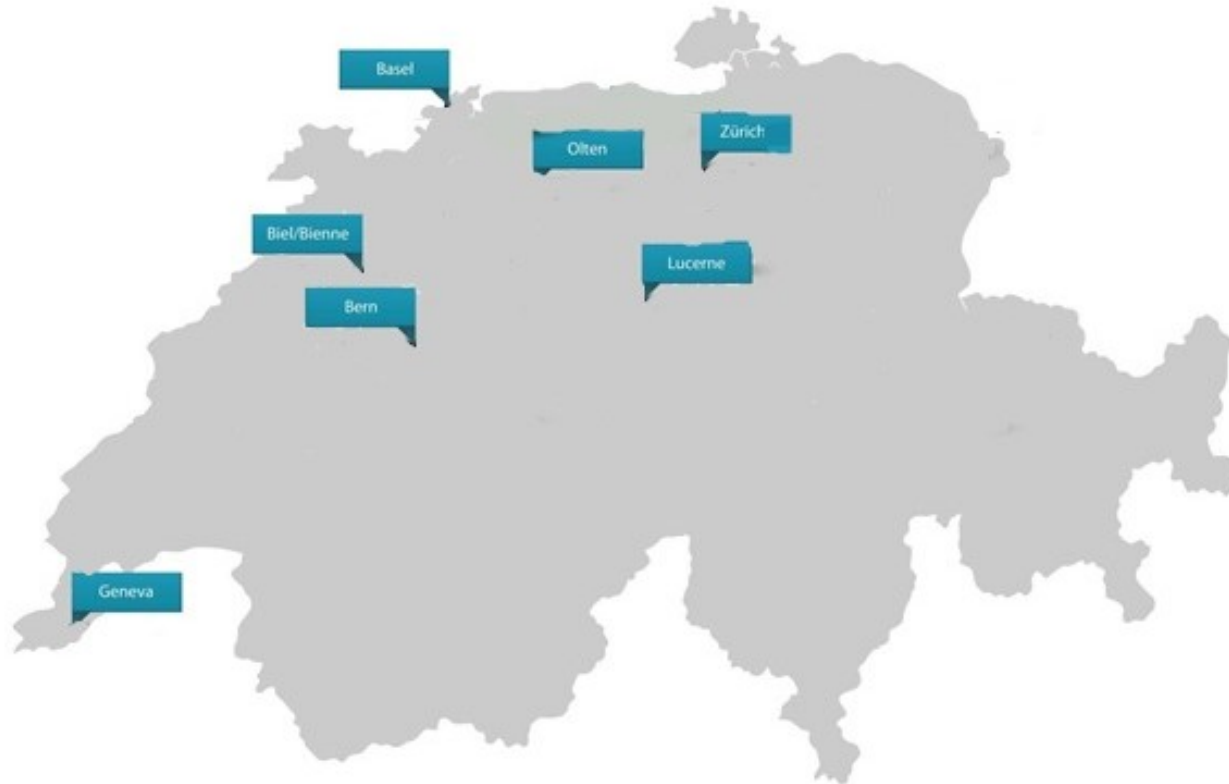 Basel
Zürich
Olten
Biel/Bienne
Lucerne
Bern
Geneva